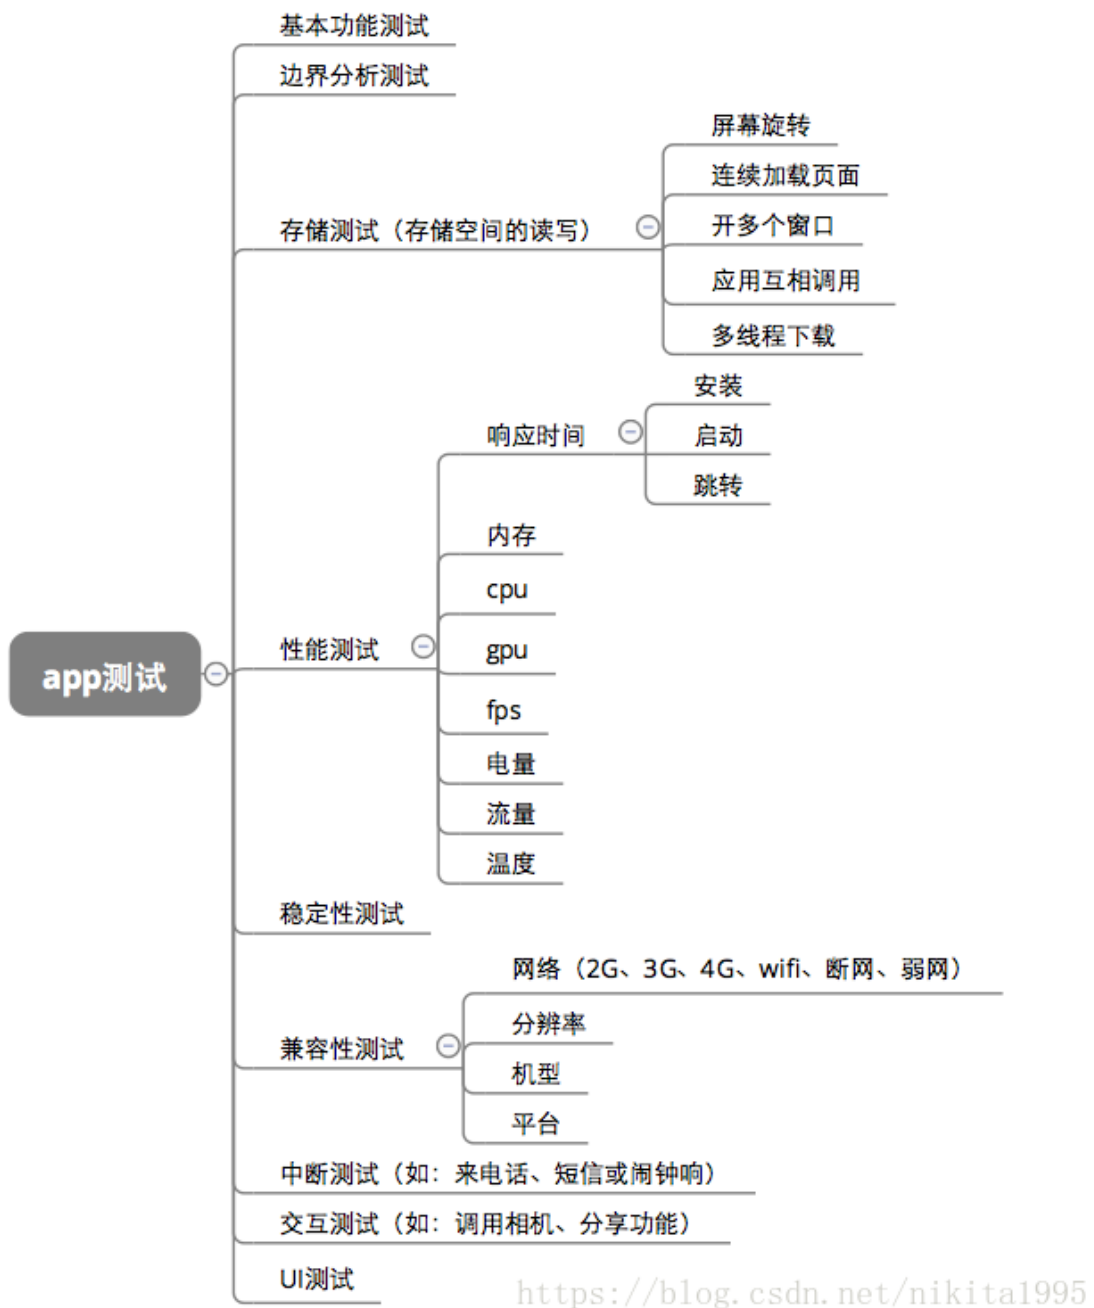 基本功能测试
边界分析测试
屏幕旋转
连续加载页面
存储测试（存储空间的读写）
开多个窗口
应用互相调用
多线程下载
安装
响应时间
启动
跳转
内存
cpu
性能测试
gpu
app测试
fps
电量
流量
温度
稳定性测试
网络（2G、3G、4G、wifi、断网、弱网）
分辨率
兼容性测试
机型
平台
中断测试（如：来电话、短信或闹钟响）
交互测试（如：调用相机、分享功能）
UI测试
https://blog.csdn.net/nikita1995